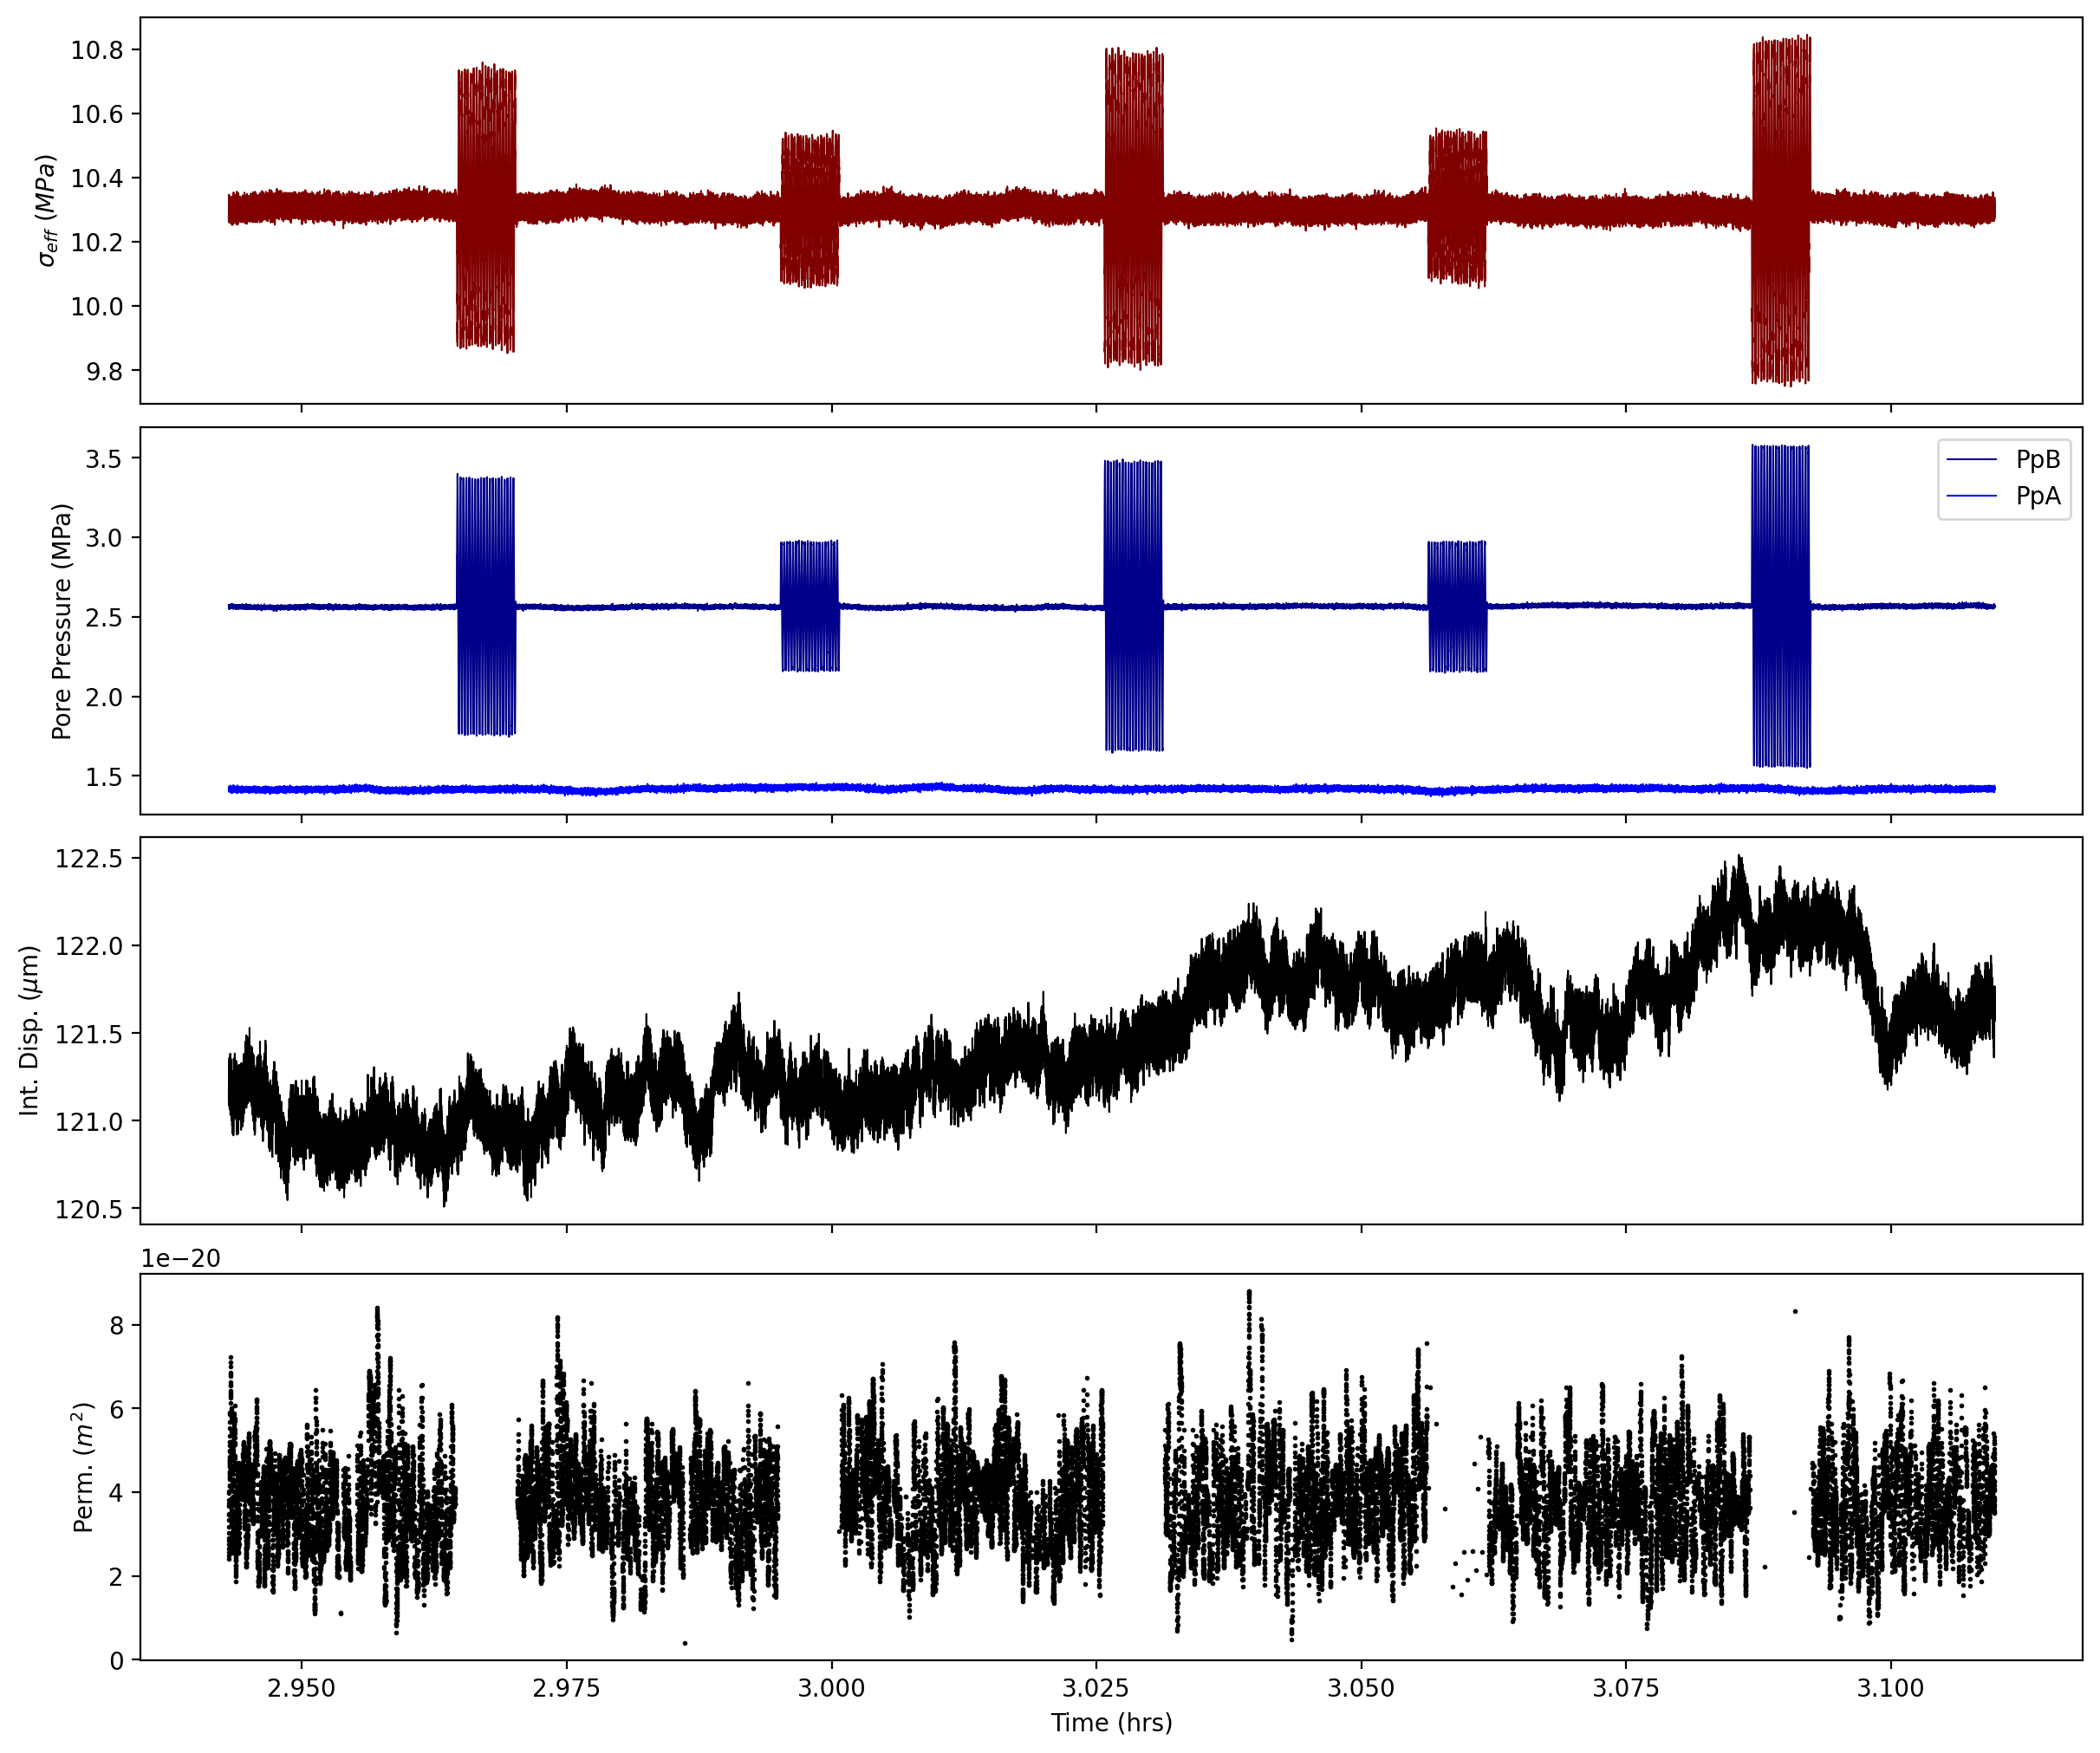 10.8
10.6
10.4
10.2
10.0
9.8
σeff (MPa)
3.5
3.0
2.5
2.0
1.5
Pore Pressure (MPa)
PpB
PpA
122.5
122.0
121.5
121.0
120.5
Int. Disp. (μm)
1e−20
8
6
4
2
0
Perm. (m²)
2.950 2.975 3.000 3.025 3.050 3.075 3.100
Time (hrs)